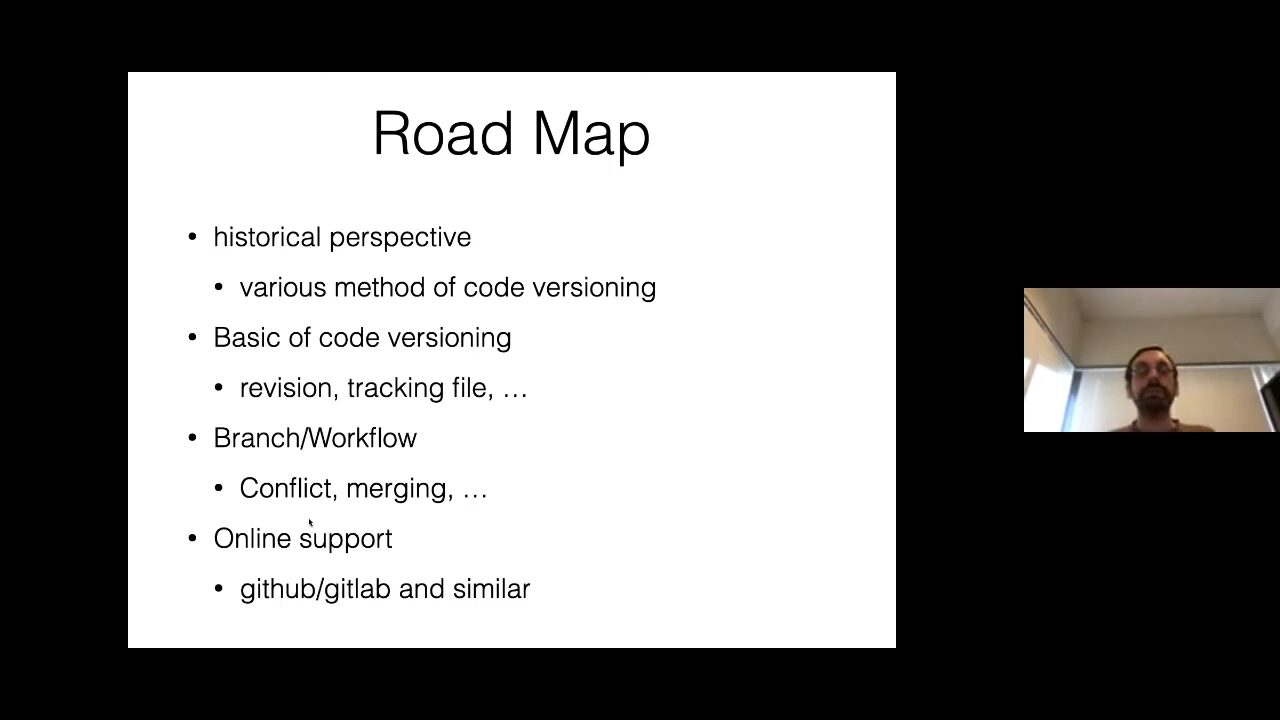 Road Map
• historical perspective
• various method of code versioning
• Basic of code versioning
• revision, tracking file, …
• Branch/Workflow
• Conflict, merging, …
• Online support
• github/gitlab and similar